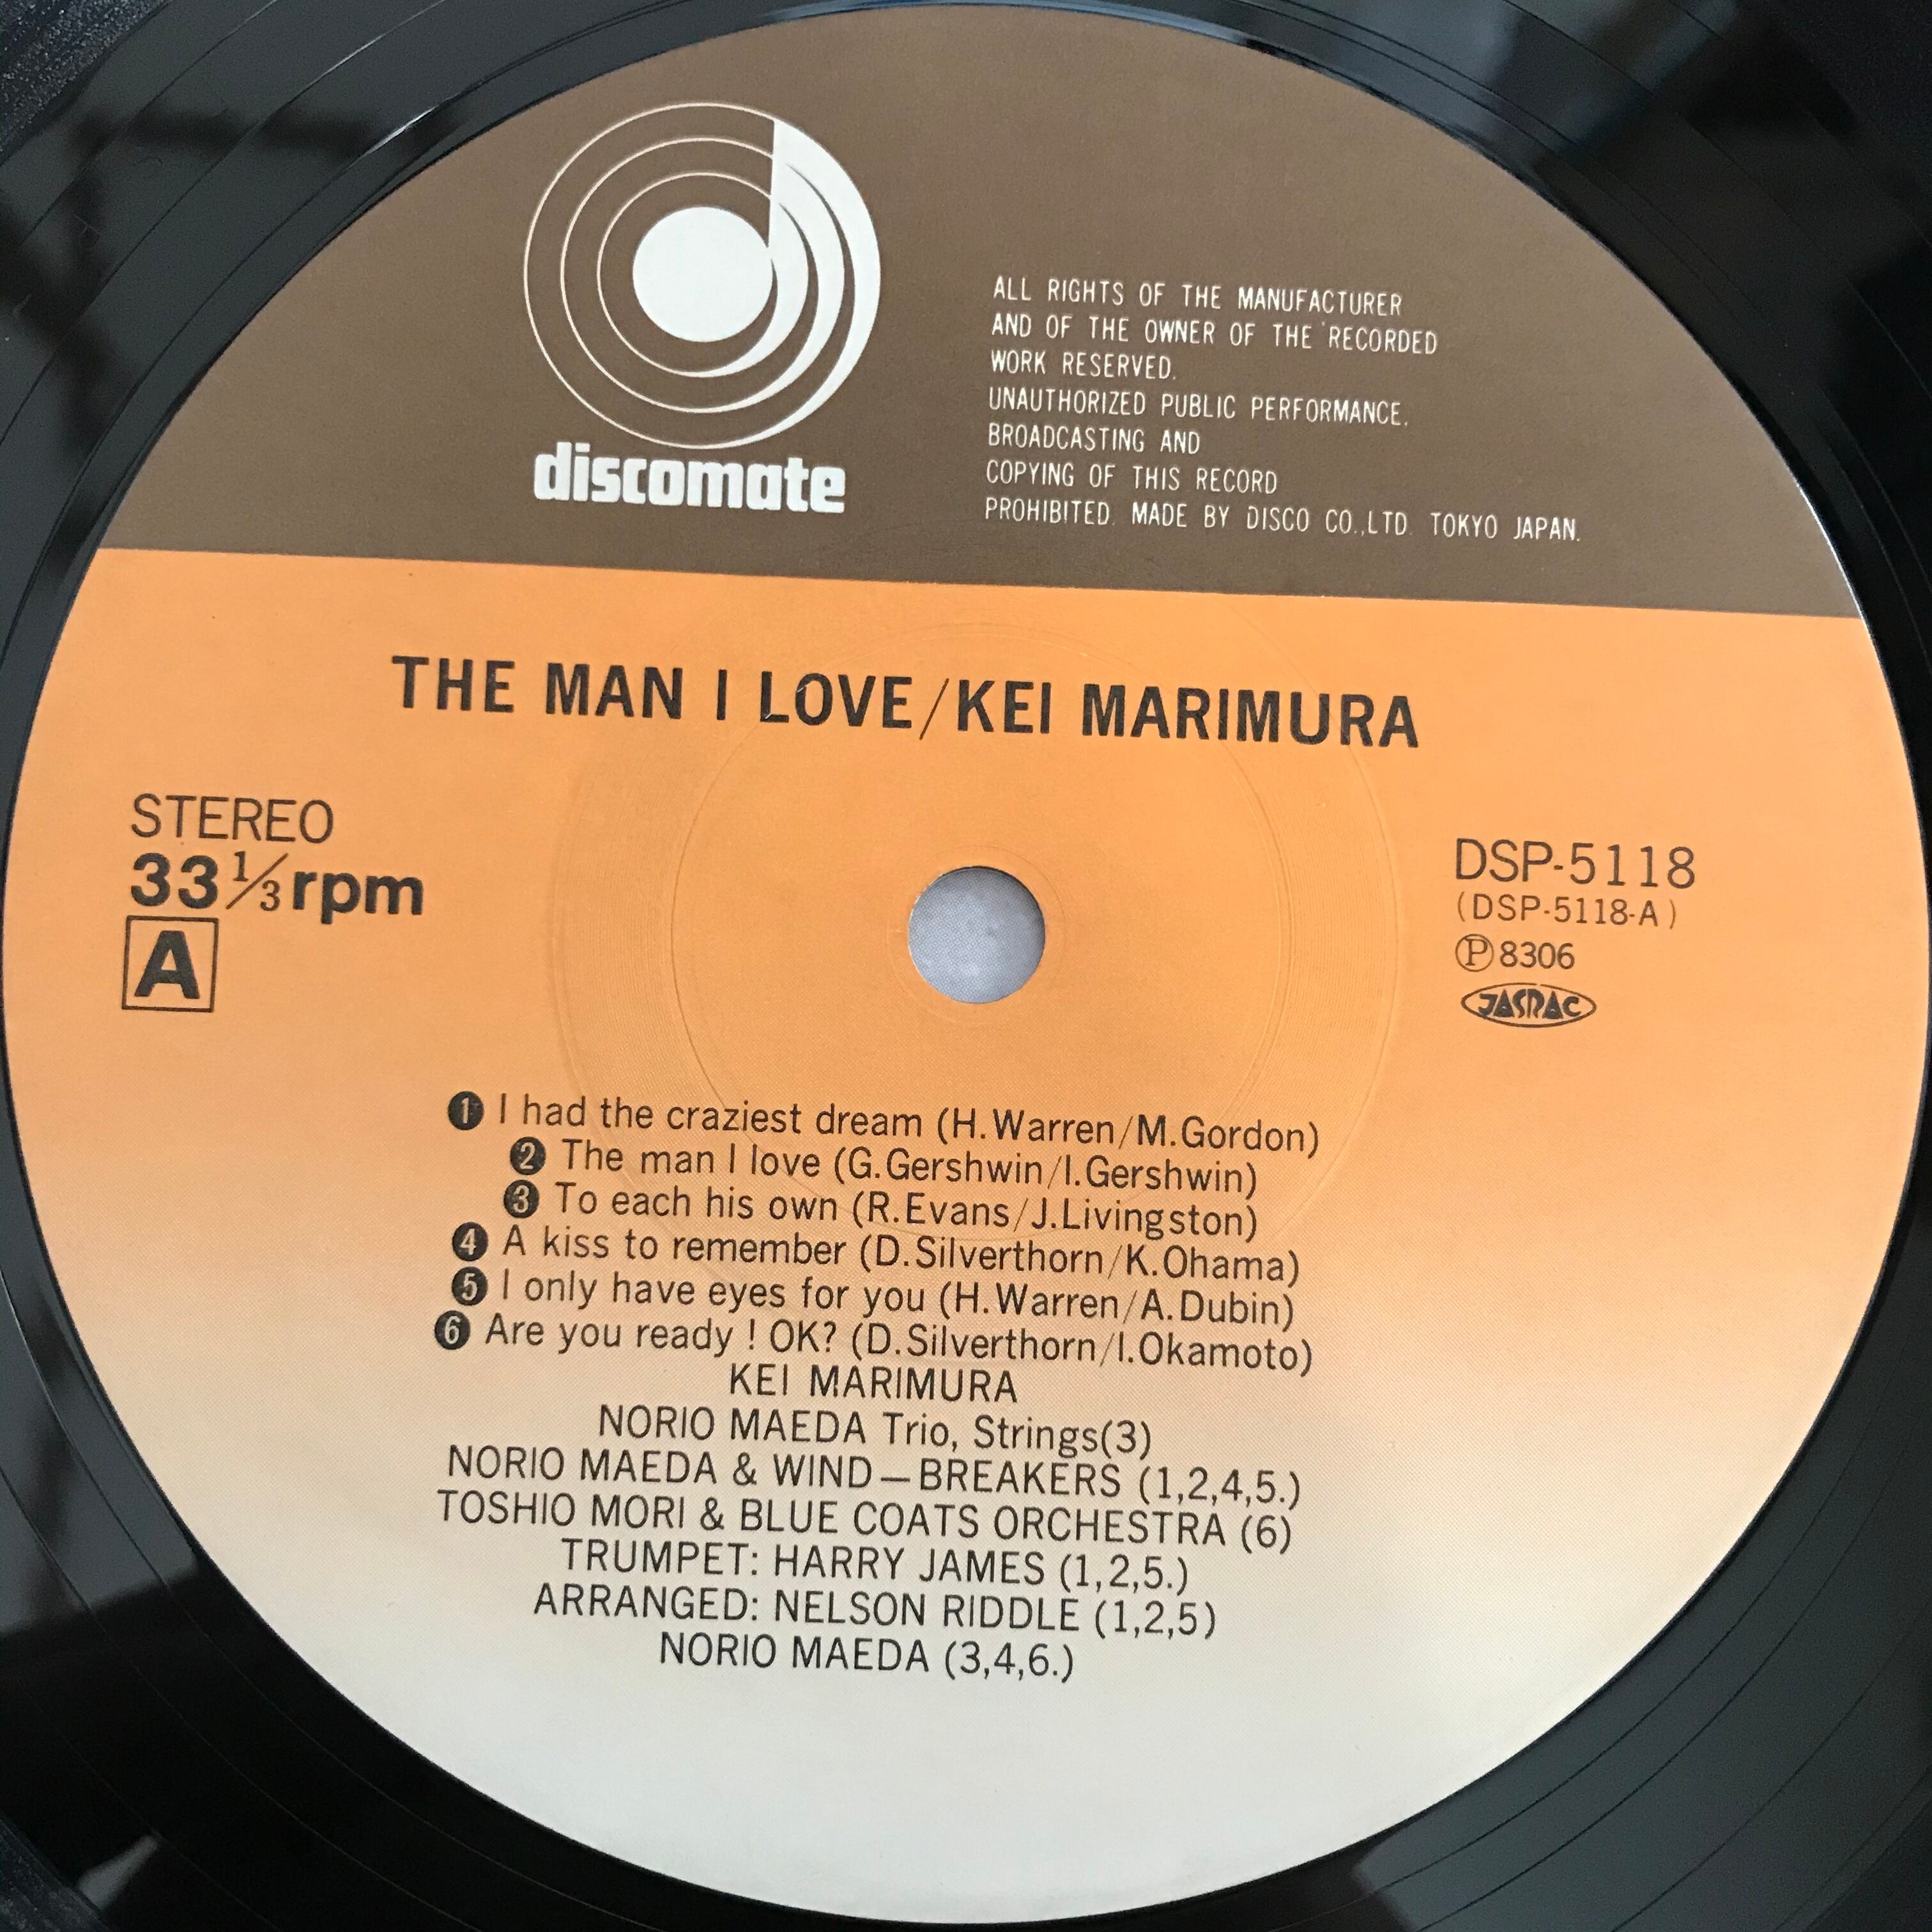 discomate
ALL RIGHTS OF THE MANUFACTURER
AND OF THE OWNER OF THE RECORDED
WORK RESERVED.
UNAUTHORIZED PUBLIC PERFORMANCE.
BROADCASTING AND
COPYING OF THIS RECORD
PROHIBITED. MADE BY DISCO CO.,LTD. TOKYO JAPAN.
THE MAN I LOVE/KEI MARIMURA
STEREO
33 1/3 rpm
A
DSP-5118
(DSP-5118-A)
Ⓟ8306
JASRAC
❶ I had the craziest dream (H.Warren/M.Gordon)
❷ The man I love (G.Gershwin/I.Gershwin)
❸ To each his own (R.Evans/J.Livingston)
❹ A kiss to remember (D.Silverthorn/K.Ohama)
❺ I only have eyes for you (H.Warren/A.Dubin)
❻ Are you ready ! OK? (D.Silverthorn/I.Okamoto)
KEI MARIMURA
NORIO MAEDA Trio, Strings(3)
NORIO MAEDA & WIND—BREAKERS (1,2,4,5.)
TOSHIO MORI & BLUE COATS ORCHESTRA (6)
TRUMPET: HARRY JAMES (1,2,5.)
ARRANGED: NELSON RIDDLE (1,2,5)
NORIO MAEDA (3,4,6.)